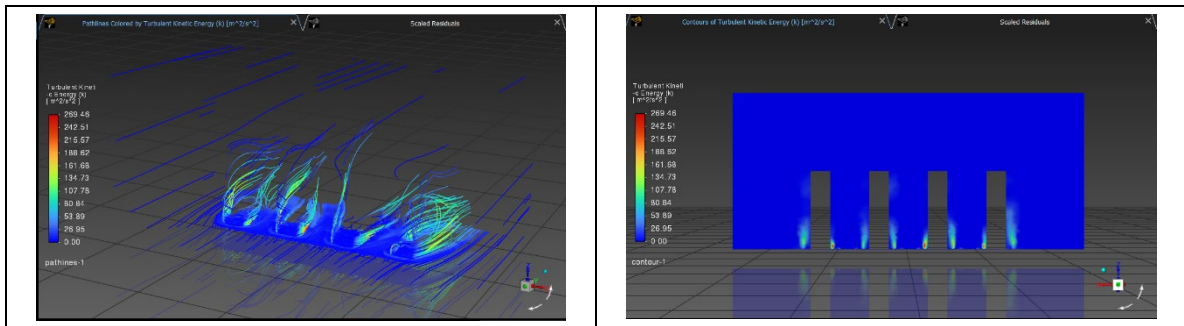 Pathlines Colored by Turbulent Kinetic Energy (k) [m^2/s^2]
Scaled Residuals
Turbulent Kineti
-c Energy (k)
[ m^2/s^2 ]
269.46
242.51
215.57
188.62
161.68
134.73
107.78
80.84
53.89
26.95
0.00
pathlines-1
Contours of Turbulent Kinetic Energy (k) [m^2/s^2]
Scaled Residuals
Turbulent Kineti
-c Energy (k)
[ m^2/s^2 ]
269.46
242.51
215.57
188.62
161.68
134.73
107.78
80.84
53.89
26.95
0.00
contour-1